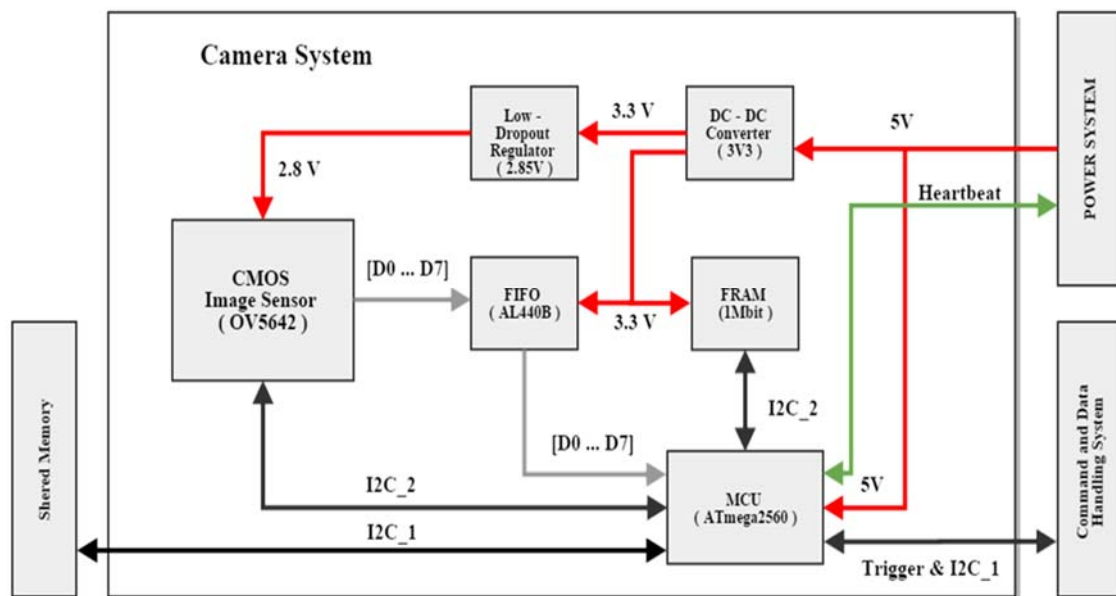 Camera System
Low -
Dropout
Regulator
( 2.85V )
3.3 V
DC - DC
Converter
( 3V3 )
5V
POWER SYSTEM
2.8 V
Heartbeat
CMOS
Image Sensor
( OV5642 )
[D0 ... D7]
FIFO
( AL440B )
3.3 V
FRAM
(1Mbit)
I2C_2
[D0 ... D7]
MCU
( ATmega2560 )
5V
I2C_2
I2C_1
Trigger & I2C_1
Shered Memory
Command and Data
Handling System